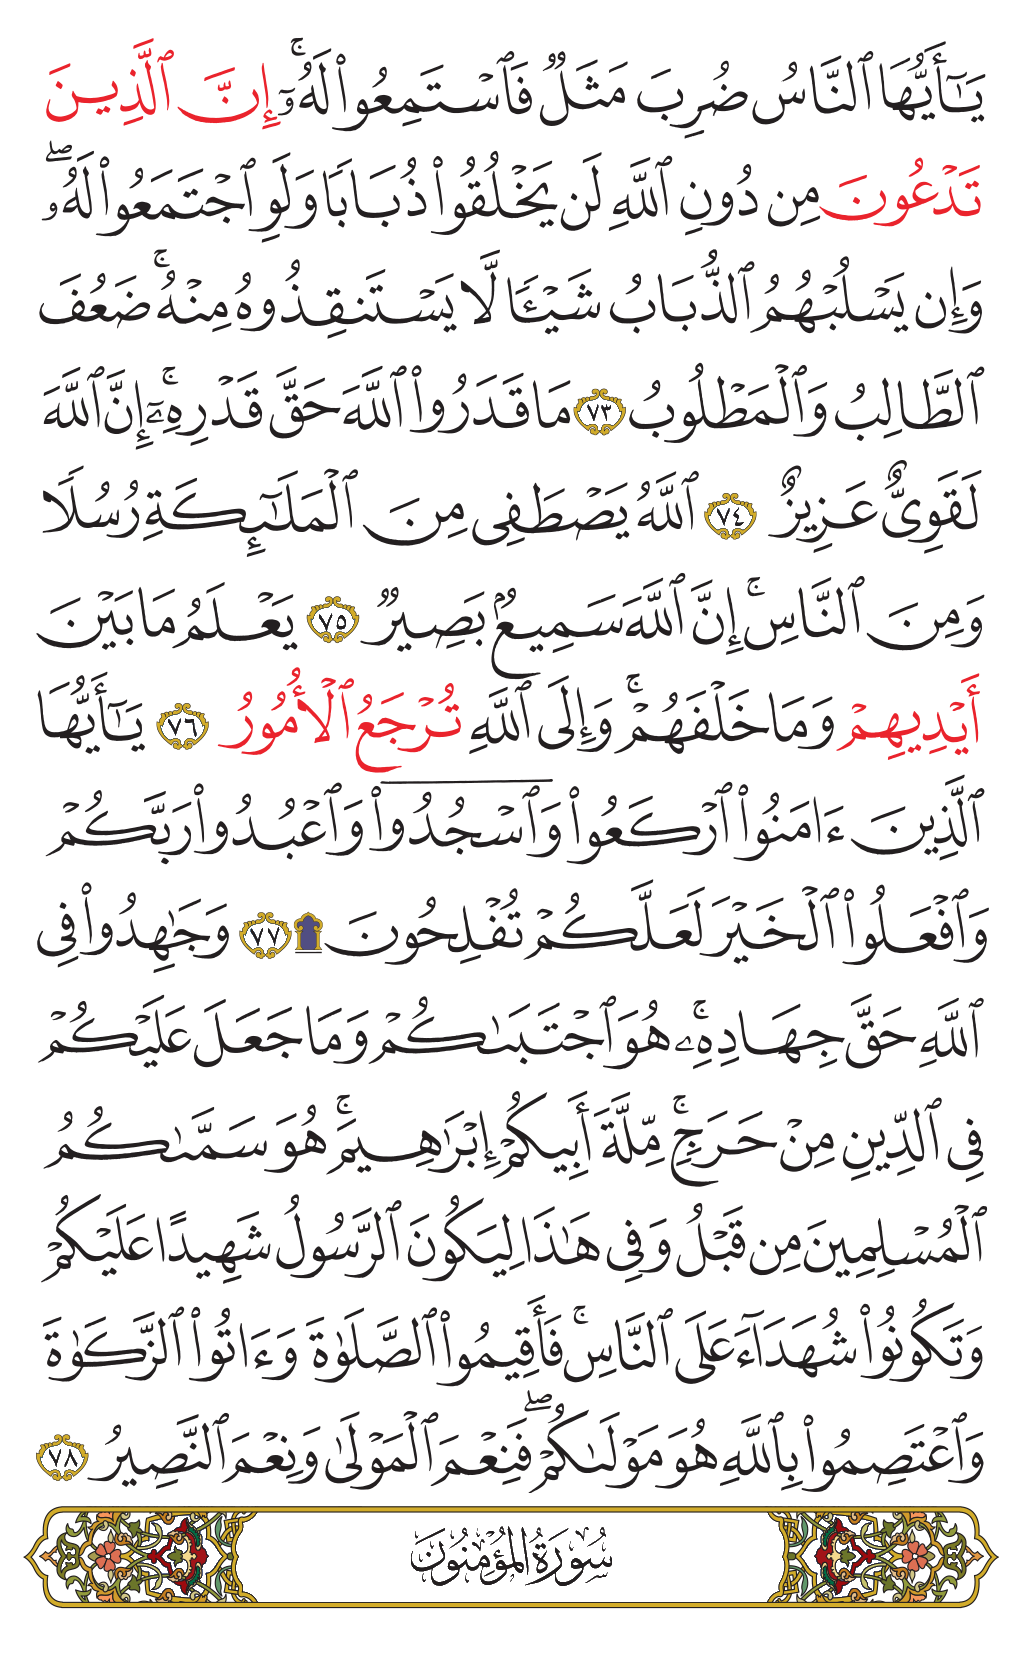 يَـٰٓأَيُّهَا ٱلنَّاسُ ضُرِبَ مَثَلٌ فَٱسْتَمِعُوا۟ لَهُۥٓ ۚ إِنَّ ٱلَّذِينَ
تَدْعُونَ مِن دُونِ ٱللَّهِ لَن يَخْلُقُوا۟ ذُبَابًا وَلَوِ ٱجْتَمَعُوا۟ لَهُۥ ۖ
وَإِن يَسْلُبْهُمُ ٱلذُّبَابُ شَيْـًٔا لَّا يَسْتَنقِذُوهُ مِنْهُ ۚ ضَعُفَ
ٱلطَّالِبُ وَٱلْمَطْلُوبُ ٧٣ مَا قَدَرُوا۟ ٱللَّهَ حَقَّ قَدْرِهِۦٓ ۚ إِنَّ ٱللَّهَ
لَقَوِىٌّ عَزِيزٌ ٧٤ ٱللَّهُ يَصْطَفِى مِنَ ٱلْمَلَـٰٓئِكَةِ رُسُلًا
وَمِنَ ٱلنَّاسِ ۚ إِنَّ ٱللَّهَ سَمِيعٌۢ بَصِيرٌ ٧٥ يَعْلَمُ مَا بَيْنَ
أَيْدِيهِمْ وَمَا خَلْفَهُمْ ۚ وَإِلَى ٱللَّهِ تُرْجَعُ ٱلْأُمُورُ ٧٦ يَـٰٓأَيُّهَا
ٱلَّذِينَ ءَامَنُوا۟ ٱرْكَعُوا۟ وَٱسْجُدُوا۟ وَٱعْبُدُوا۟ رَبَّكُمْ
وَٱفْعَلُوا۟ ٱلْخَيْرَ لَعَلَّكُمْ تُفْلِحُونَ ۩ ٧٧ وَجَـٰهِدُوا۟ فِى
ٱللَّهِ حَقَّ جِهَادِهِۦ ۚ هُوَ ٱجْتَبَىٰكُمْ وَمَا جَعَلَ عَلَيْكُمْ
فِى ٱلدِّينِ مِنْ حَرَجٍ ۚ مِّلَّةَ أَبِيكُمْ إِبْرَٰهِيمَ ۚ هُوَ سَمَّىٰكُمُ
ٱلْمُسْلِمِينَ مِن قَبْلُ وَفِى هَـٰذَا لِيَكُونَ ٱلرَّسُولُ شَهِيدًا عَلَيْكُمْ
وَتَكُونُوا۟ شُهَدَآءَ عَلَى ٱلنَّاسِ ۚ فَأَقِيمُوا۟ ٱلصَّلَوٰةَ وَءَاتُوا۟ ٱلزَّكَوٰةَ
وَٱعْتَصِمُوا۟ بِٱللَّهِ هُوَ مَوْلَىٰكُمْ ۖ فَنِعْمَ ٱلْمَوْلَىٰ وَنِعْمَ ٱلنَّصِيرُ ٧٨
سُورَةُ المُؤْمِنُونَ